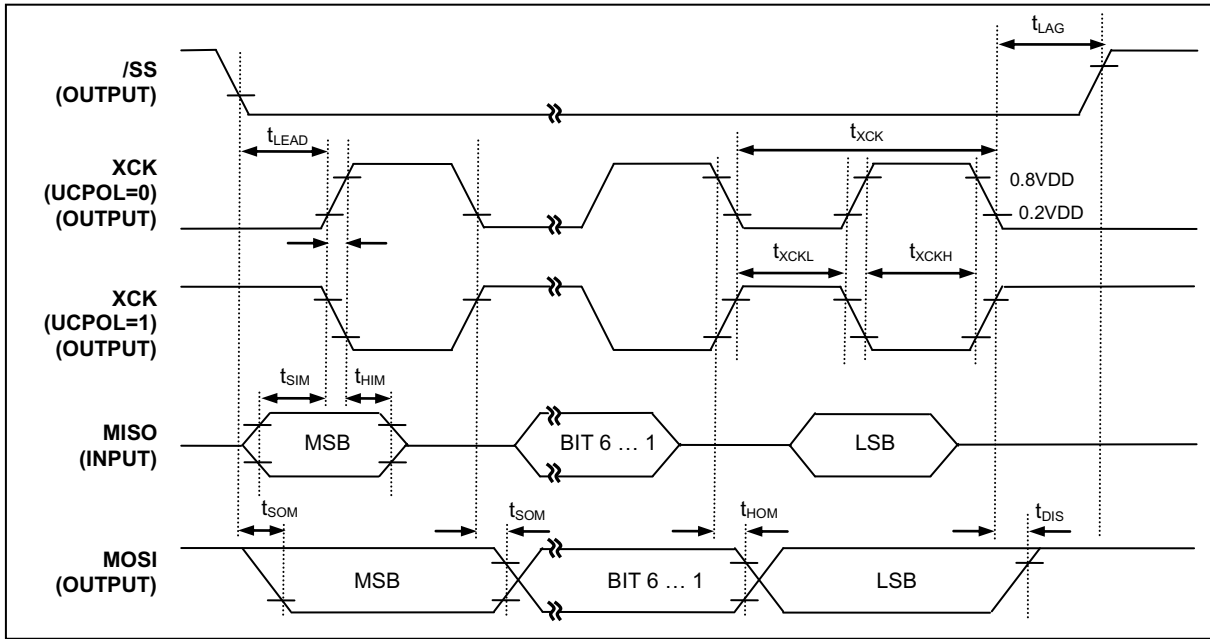 tLAG
/SS
(OUTPUT)
tLEAD
tXCK
XCK
(UCPOL=0)
(OUTPUT)
0.8VDD
0.2VDD
tXCKL
tXCKH
XCK
(UCPOL=1)
(OUTPUT)
tSIM
tHIM
MISO
(INPUT)
MSB
BIT 6 … 1
LSB
tSOM
tSOM
tHOM
tDIS
MOSI
(OUTPUT)
MSB
BIT 6 … 1
LSB